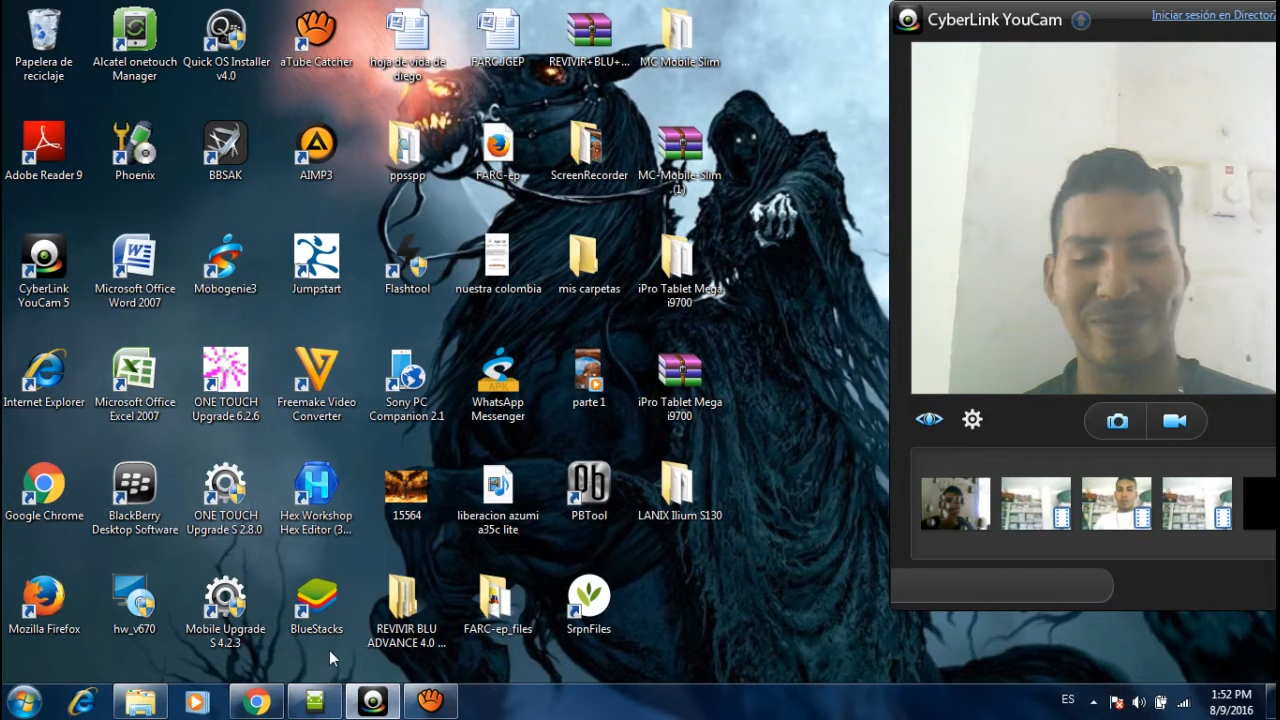 Papelera de
reciclaje
Alcatel onetouch
Manager
Quick OS Installer
v4.0
aTube Catcher
hoja de vida de
diego
FARCJGEP
REVIVIR+BLU+...
MC Mobile Slim
Adobe Reader 9
Phoenix
BBSAK
AIMP3
ppsspp
FARC-ep
ScreenRecorder
MC-Mobile-Slim
(1)
CyberLink
YouCam 5
Microsoft Office
Word 2007
Mobogenie3
Jumpstart
Flashtool
nuestra colombia
mis carpetas
iPro Tablet Mega
i9700
Internet Explorer
Microsoft Office
Excel 2007
ONE TOUCH
Upgrade 6.2.6
Freemake Video
Converter
Sony PC
Companion 2.1
APK
WhatsApp
Messenger
parte 1
iPro Tablet Mega
i9700
Google Chrome
BlackBerry
Desktop Software
ONE TOUCH
Upgrade S 2.8.0
Hex Workshop
Hex Editor (3...
15564
liberacion azumi
a35c lite
PBTool
LANIX Ilium S130
Mozilla Firefox
hw_v670
Mobile Upgrade
S 4.2.3
BlueStacks
REVIVIR BLU
ADVANCE 4.0 ...
FARC-ep_files
SrpnFiles
CyberLink YouCam
Iniciar sesión en Director
ES
1:52 PM
8/9/2016